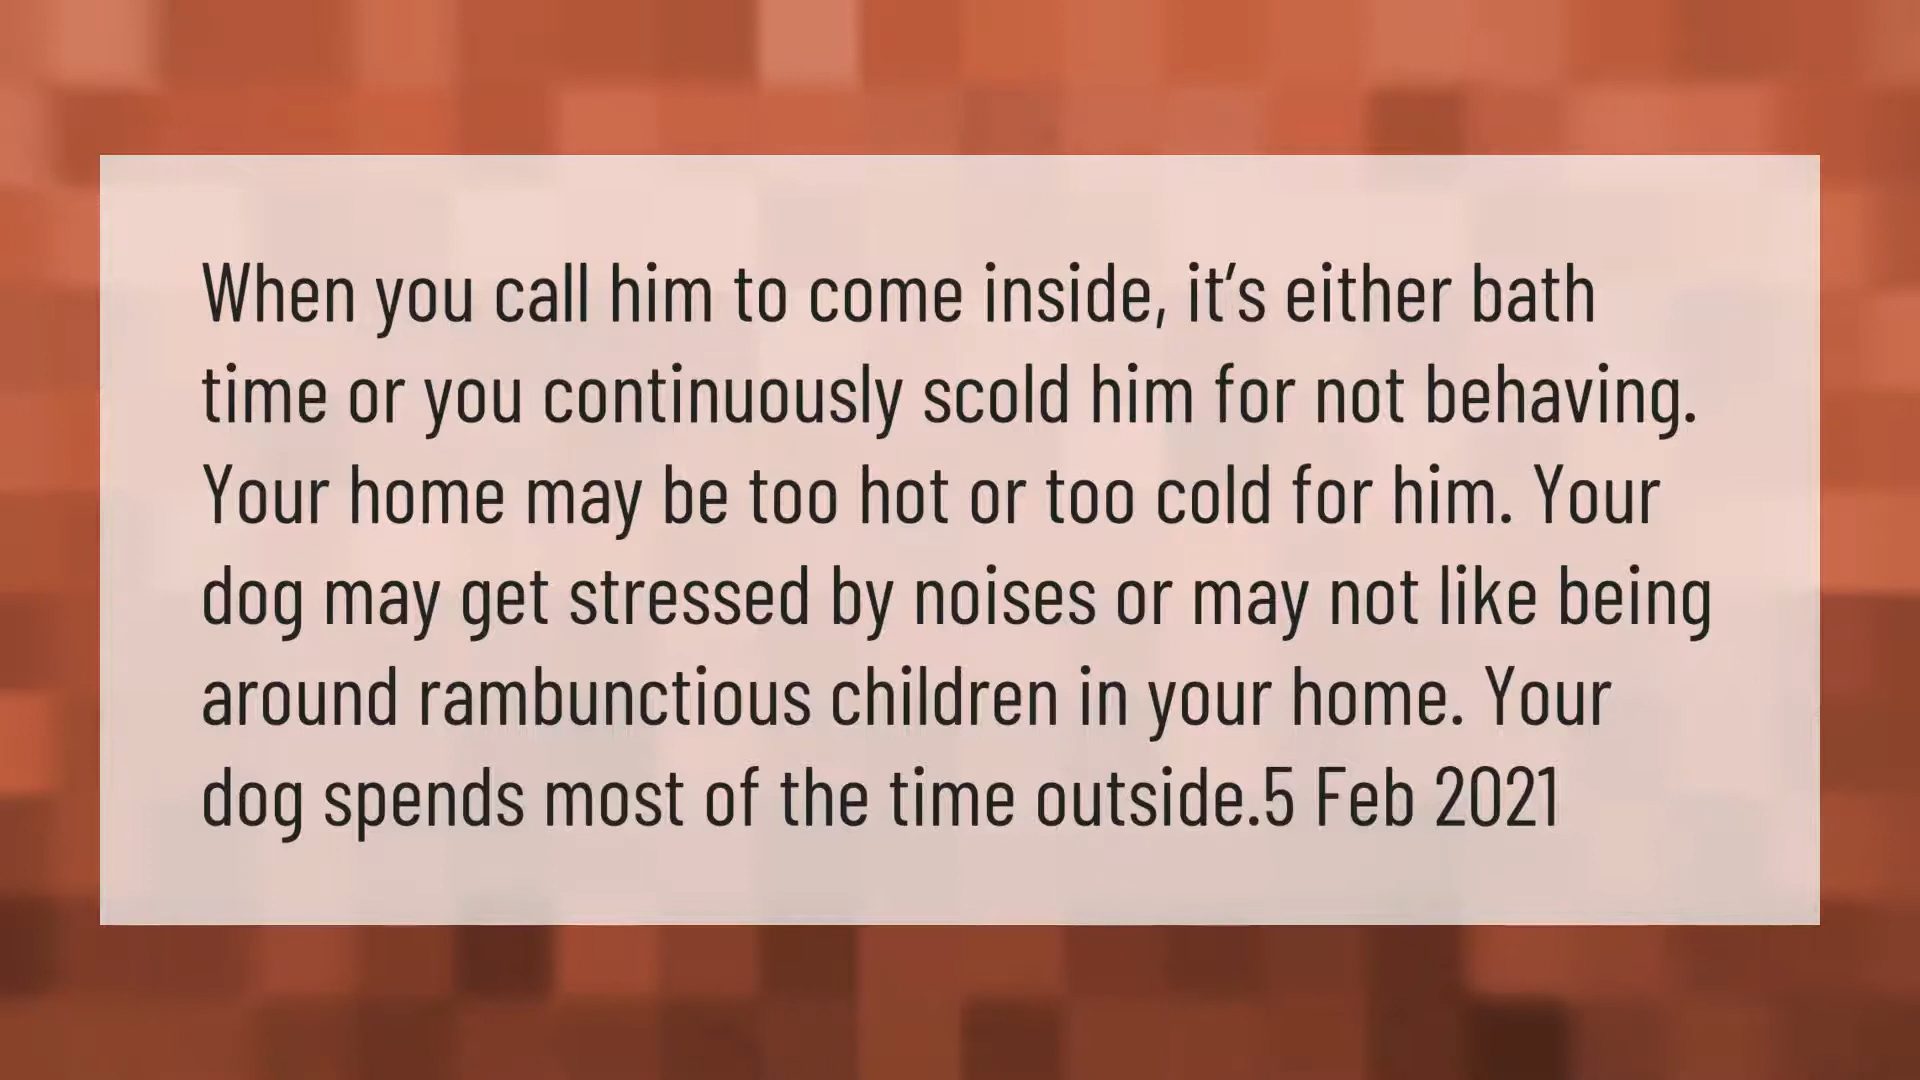 When you call him to come inside, it’s either bath
time or you continuously scold him for not behaving.
Your home may be too hot or too cold for him. Your
dog may get stressed by noises or may not like being
around rambunctious children in your home. Your
dog spends most of the time outside.5 Feb 2021